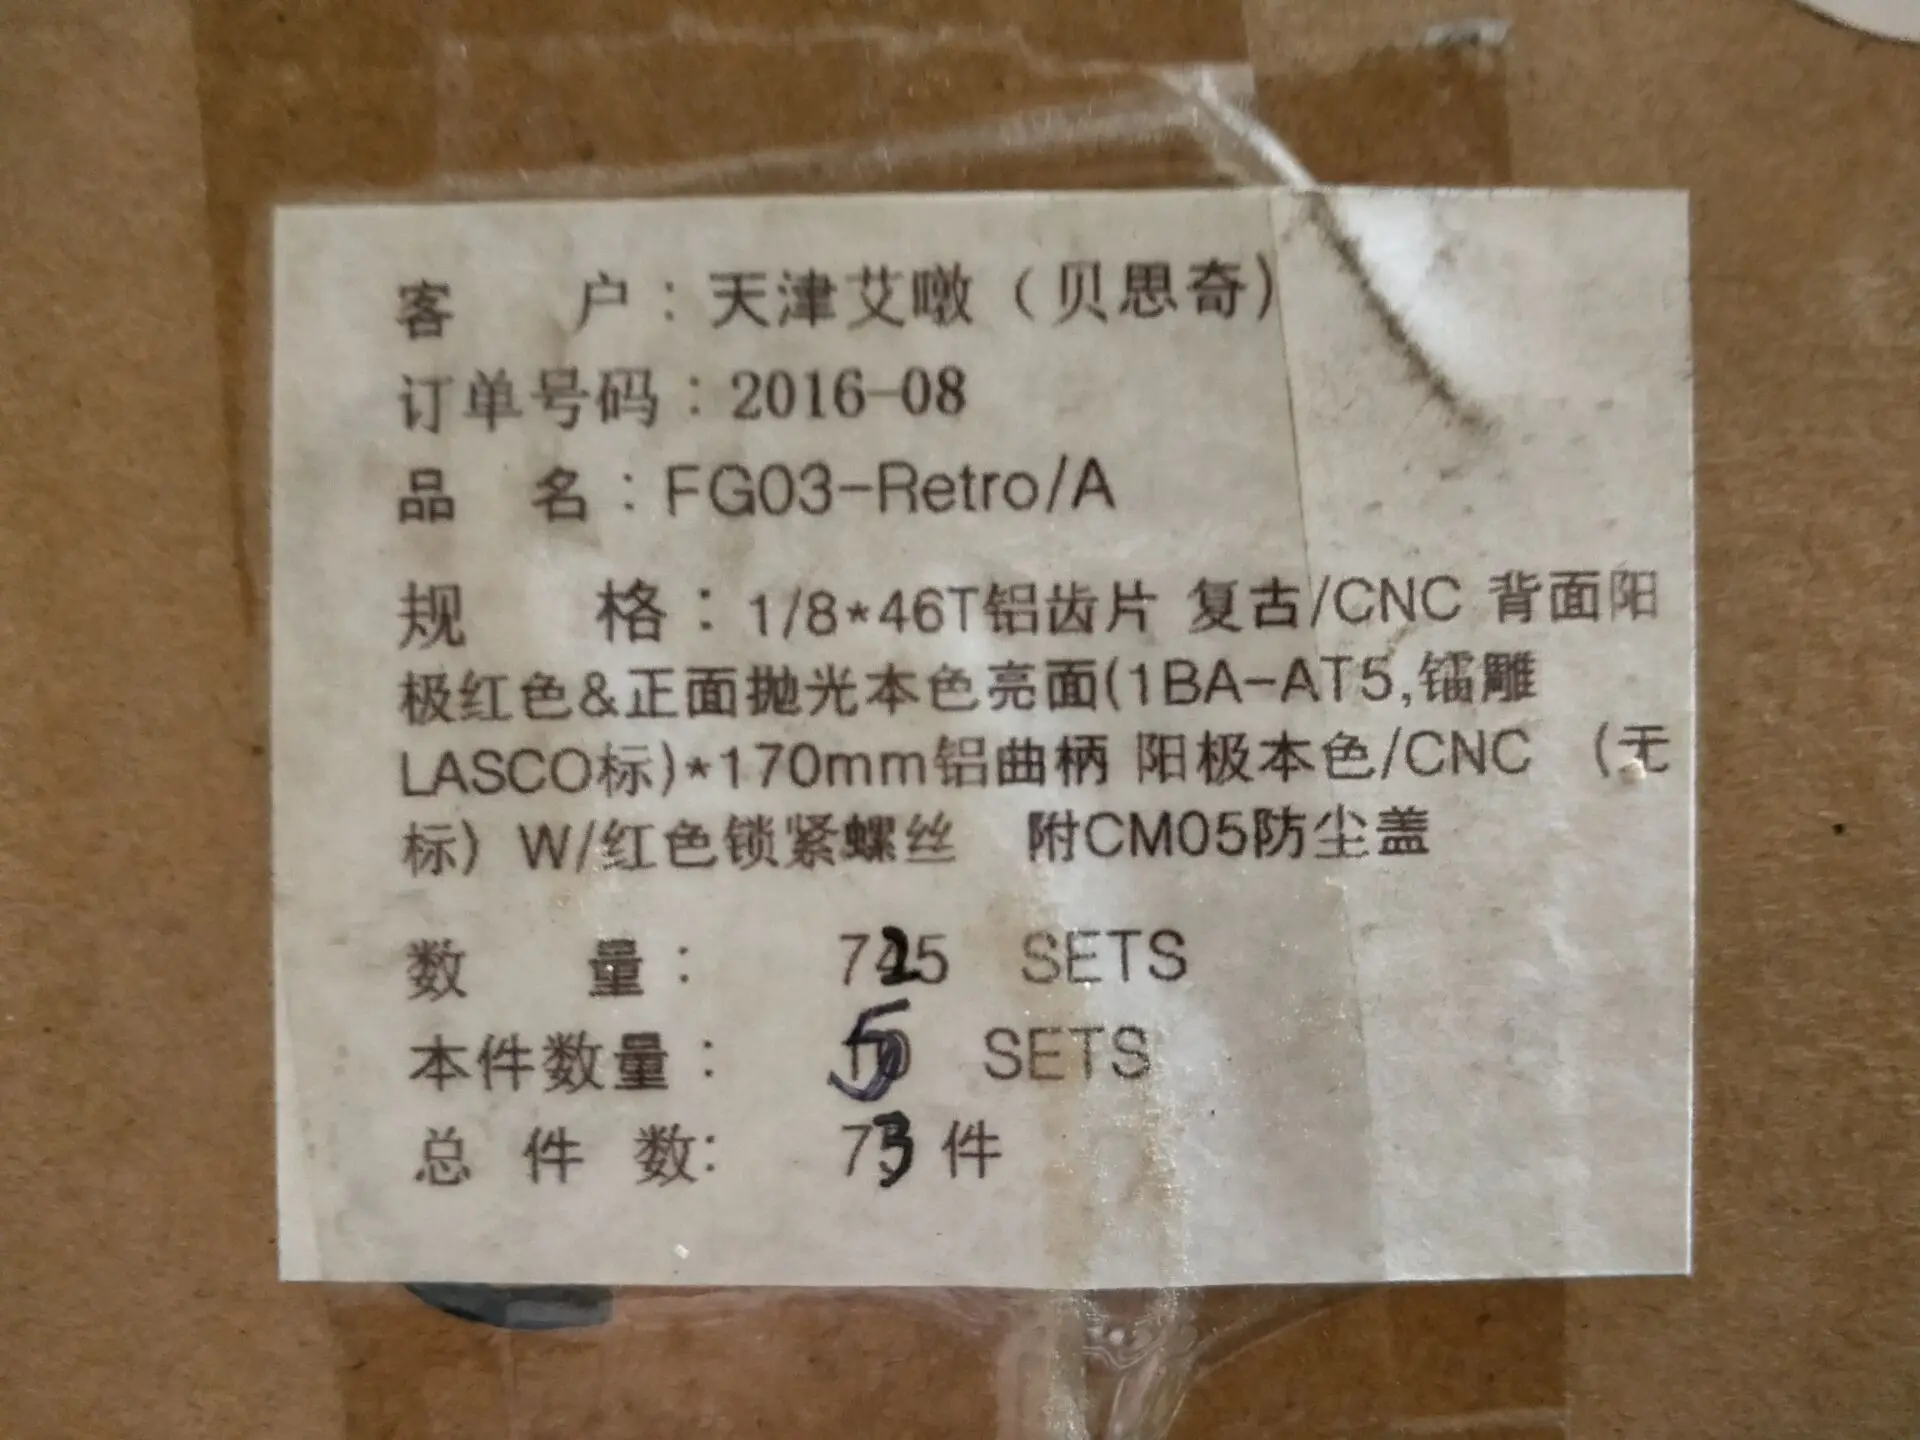 客 户：天津艾暾（贝思奇）
订单号码：2016-08
品 名：FG03-Retro/A
规 格：1/8*46T铝齿片 复古/CNC 背面阳
极红色&正面抛光本色亮面(1BA-AT5,镭雕
LASCO标)*170mm铝曲柄 阳极本色/CNC （无
标）W/红色锁紧螺丝 附CM05防尘盖
数 量： 725 SETS
本件数量： 5 SETS
总 件 数： 73 件